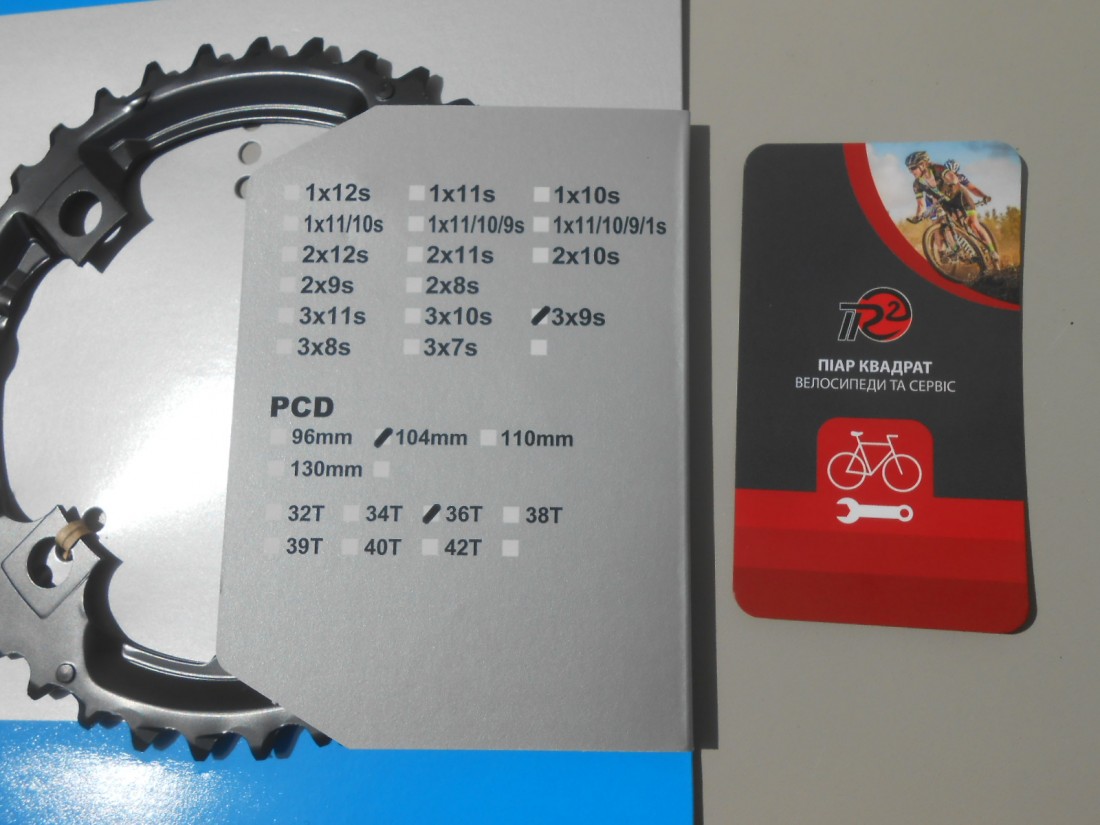 1x12s 1x11s 1x10s
1x11/10s 1x11/10/9s 1x11/10/9/1s
2x12s 2x11s 2x10s
2x9s 2x8s
3x11s 3x10s 3x9s
3x8s 3x7s
PCD
96mm 104mm 110mm
130mm
32T 34T 36T 38T
39T 40T 42T
ПР2
ПІАР КВАДРАТ
ВЕЛОСИПЕДИ ТА СЕРВІС